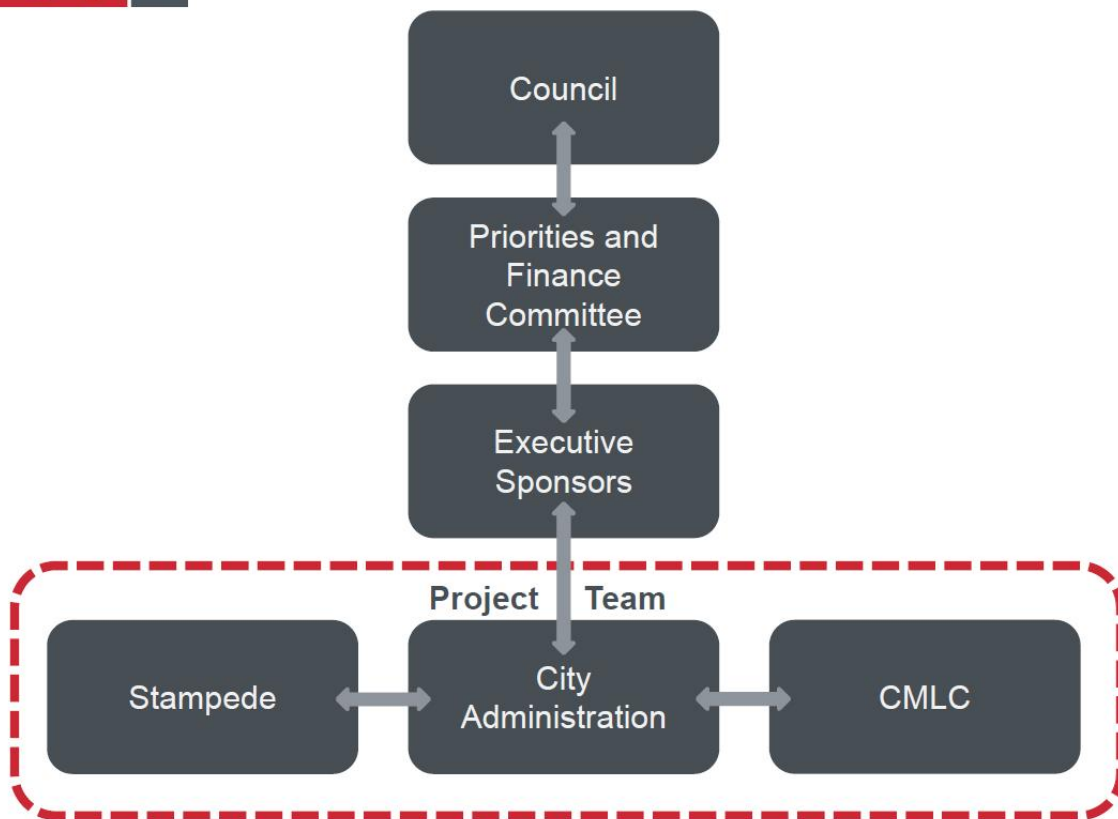 Council
Priorities and
Finance
Committee
Executive
Sponsors
Project Team
Stampede
City
Administration
CMLC